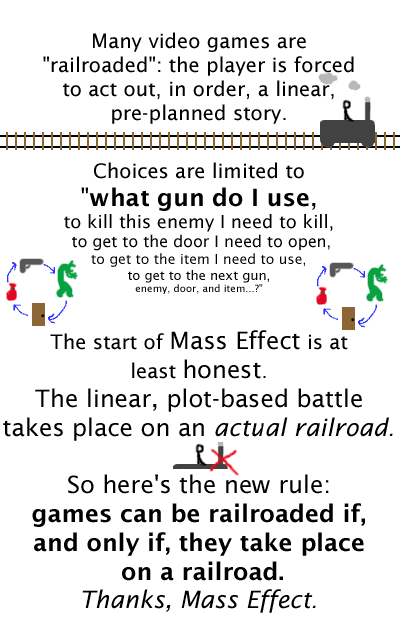 Many video games are
"railroaded": the player is forced
to act out, in order, a linear,
pre-planned story.
Choices are limited to
"what gun do I use,
to kill this enemy I need to kill,
to get to the door I need to open,
to get to the item I need to use,
to get to the next gun,
enemy, door, and item...?"
The start of Mass Effect is at
least honest.
The linear, plot-based battle
takes place on an actual railroad.
So here's the new rule:
games can be railroaded if,
and only if, they take place
on a railroad.
Thanks, Mass Effect.